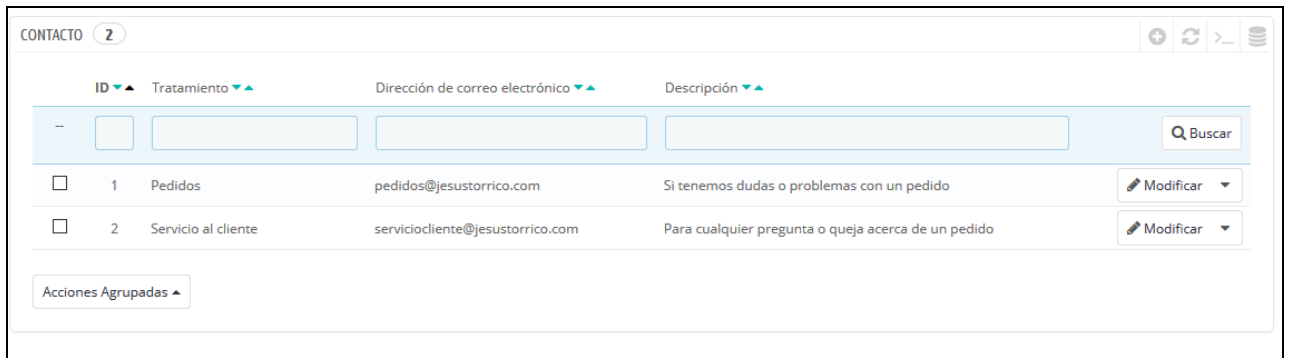 CONTACTO 2
ID Tratamiento Dirección de correo electrónico Descripción
-- Buscar
1 Pedidos pedidos@jesustorrico.com Si tenemos dudas o problemas con un pedido Modificar
2 Servicio al cliente serviciocliente@jesustorrico.com Para cualquier pregunta o queja acerca de un pedido Modificar
Acciones Agrupadas